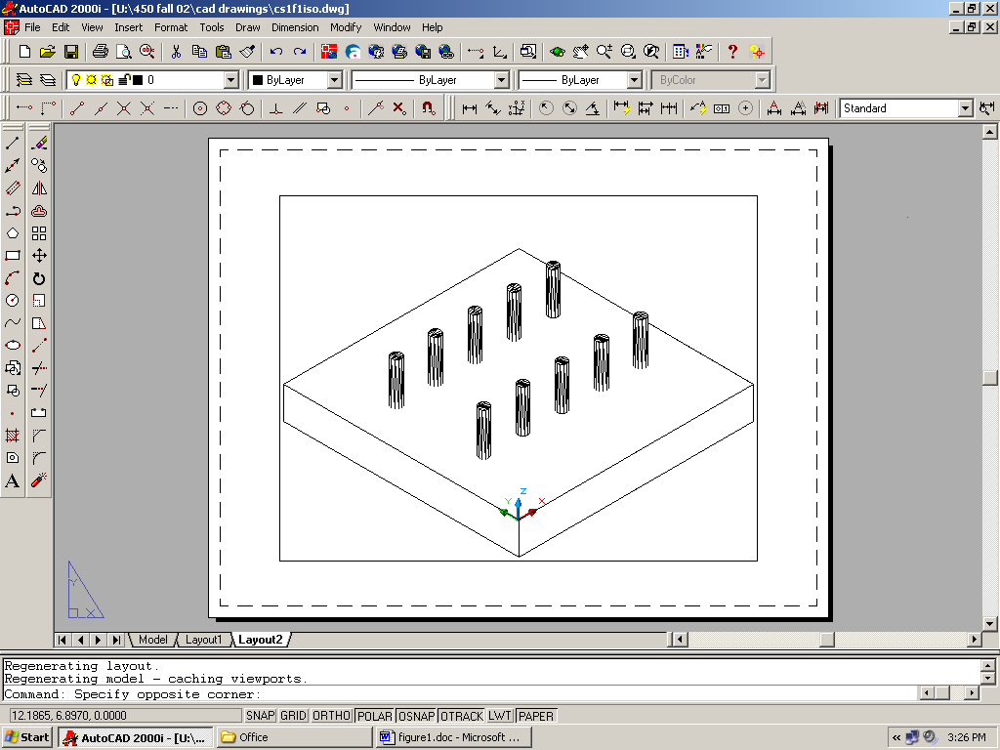 AutoCAD 2000i - [U:\450 fall 02\cad drawings\cs1f1iso.dwg]
File Edit View Insert Format Tools Draw Dimension Modify Window Help
0 ByLayer ByLayer ByLayer ByColor
Standard
A
Z
Y X
Y
X
Model Layout1 Layout2
Regenerating layout.
Regenerating model - caching viewports.
Command: Specify opposite corner:
12.1865, 6.8970, 0.0000 SNAP GRID ORTHO POLAR OSNAP OTRACK LWT PAPER
Start AutoCAD 2000i - [U:\... Office figure1.doc - Microsoft ... « 3:26 PM